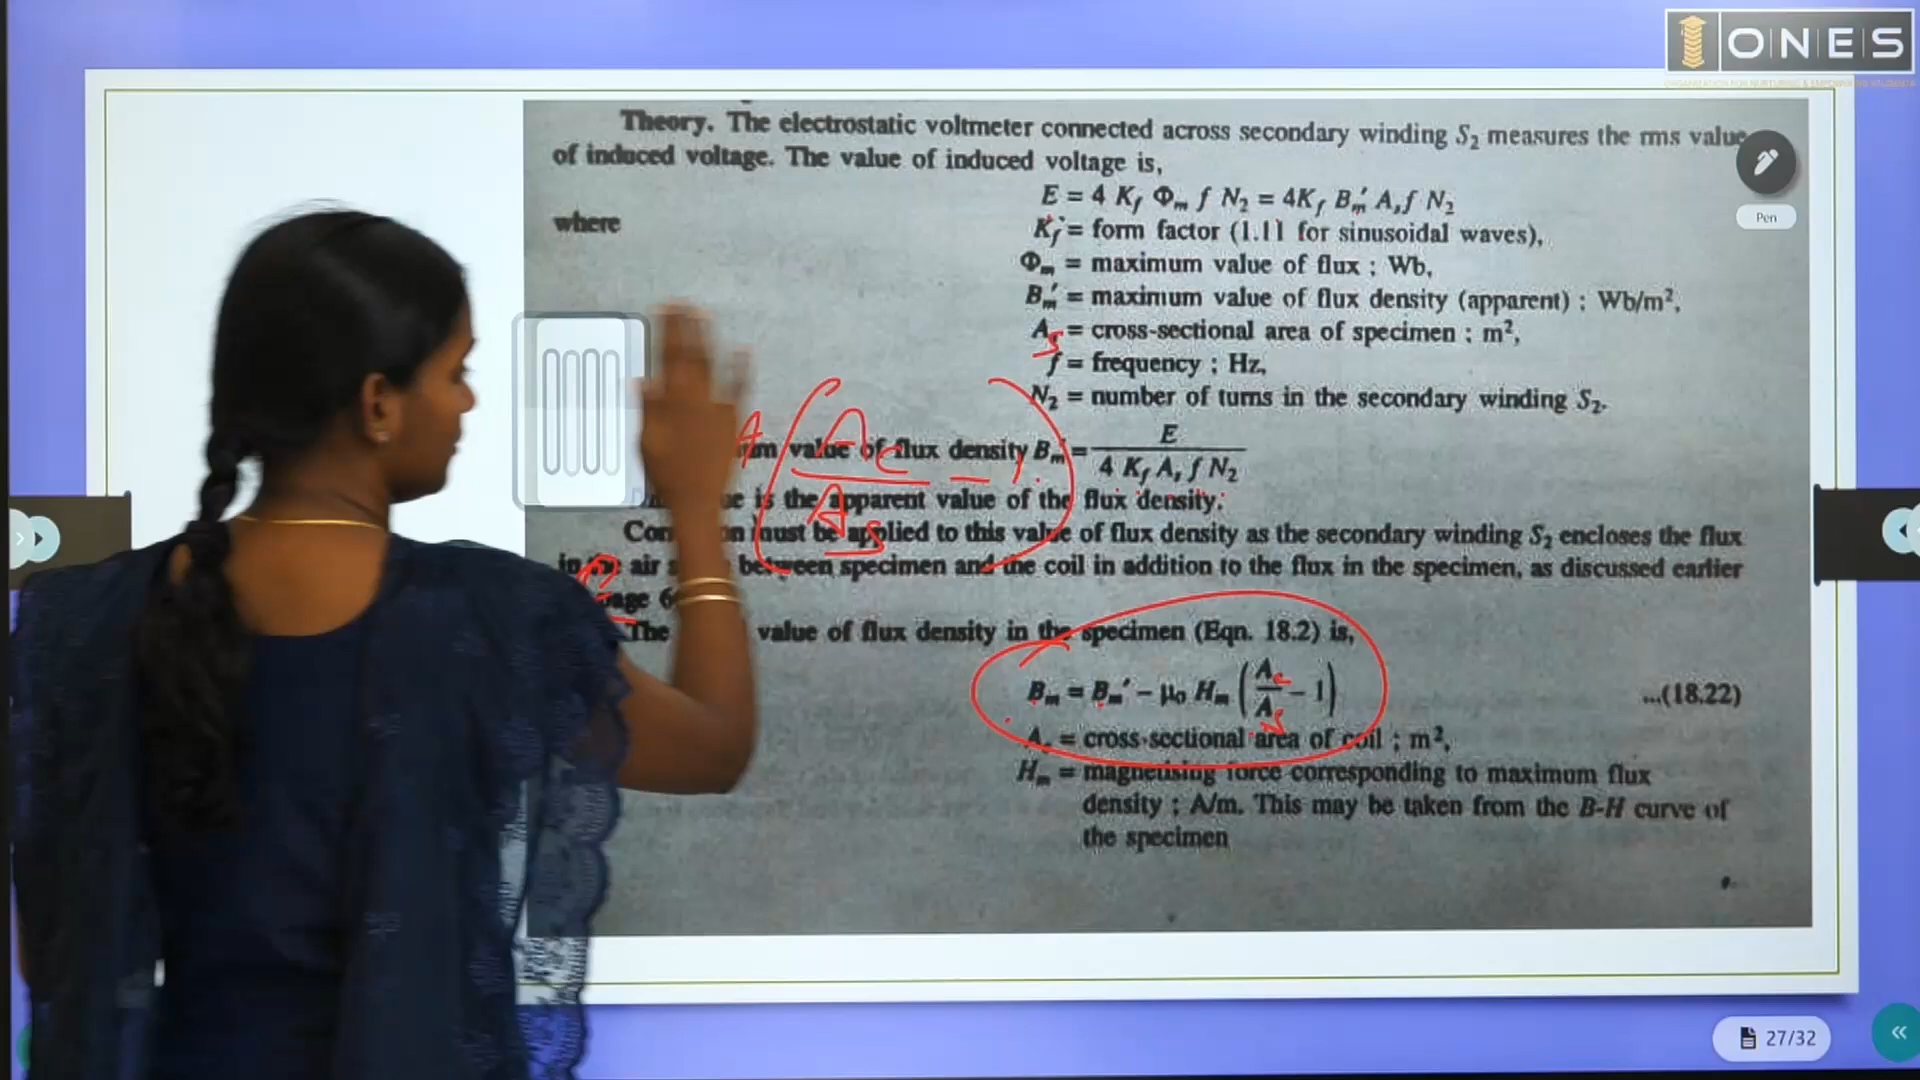 ONES
ORGANISATION FOR NURTURING & EMPOWERING STUDENTS
Theory. The electrostatic voltmeter connected across secondary winding S₂ measures the rms value
of induced voltage. The value of induced voltage is,
E = 4 K_f Φ_m f N₂ = 4K_f B_m′ A_s f N₂
where
K_f = form factor (1.11 for sinusoidal waves),
Φ_m = maximum value of flux ; Wb,
B_m′ = maximum value of flux density (apparent) ; Wb/m²,
A_s = cross-sectional area of specimen ; m²,
f = frequency ; Hz,
N₂ = number of turns in the secondary winding S₂.
value of flux density B_m′ = E / 4 K_f A_s f N₂
is the apparent value of the flux density.
must be applied to this value of flux density as the secondary winding S₂ encloses the flux
air between specimen and the coil in addition to the flux in the specimen, as discussed earlier
The value of flux density in the specimen (Eqn. 18.2) is,
B_m = B_m′ − μ₀ H_m (A_c/A_s − 1) ...(18.22)
A_c = cross-sectional area of coil ; m²,
H_m = magnetising force corresponding to maximum flux
density ; A/m. This may be taken from the B-H curve of
the specimen
(A_c/A_s − 1)
Pen
27/32